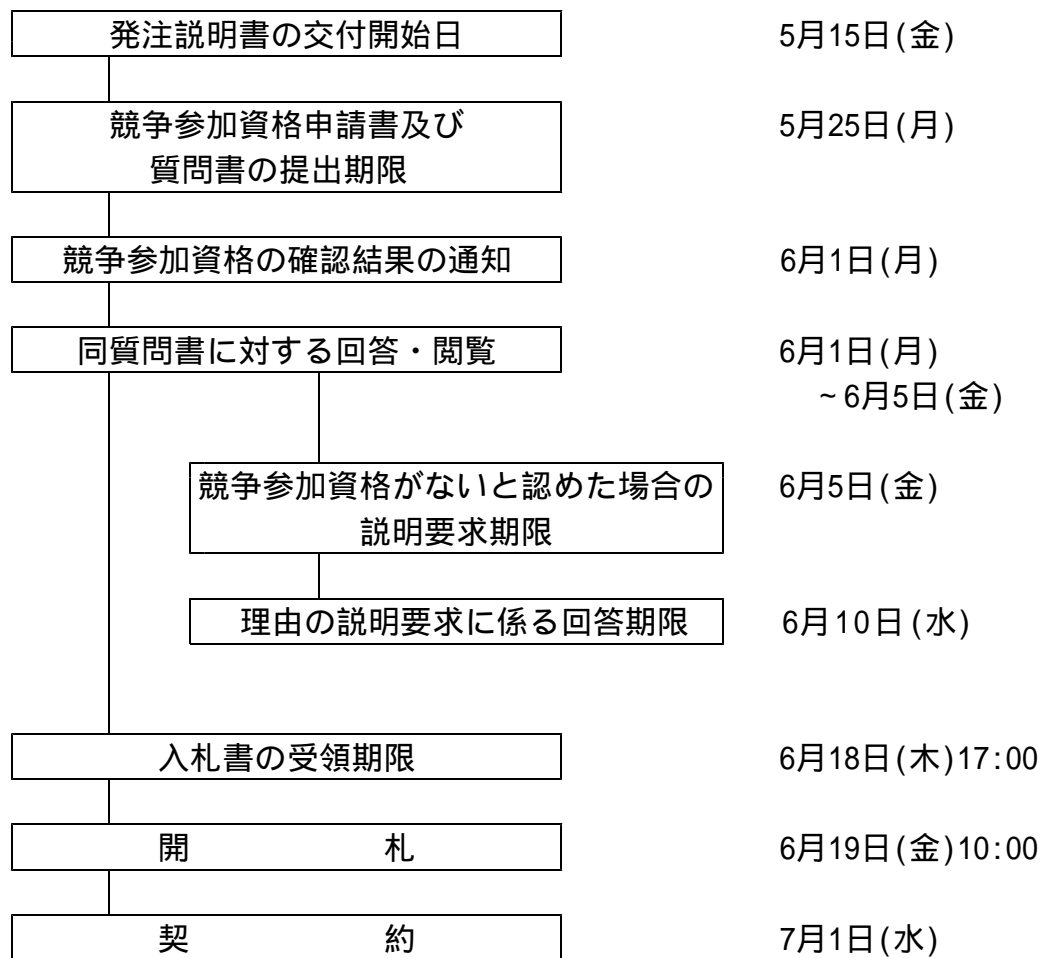 発注説明書の交付開始日 5月15日(金)
競争参加資格申請書及び 5月25日(月)
質問書の提出期限
競争参加資格の確認結果の通知 6月1日(月)
同質問書に対する回答・閲覧 6月1日(月)
~6月5日(金)
競争参加資格がないと認めた場合の 6月5日(金)
説明要求期限
理由の説明要求に係る回答期限 6月10日(水)
入札書の受領期限 6月18日(木)17:00
開 札 6月19日(金)10:00
契 約 7月1日(水)